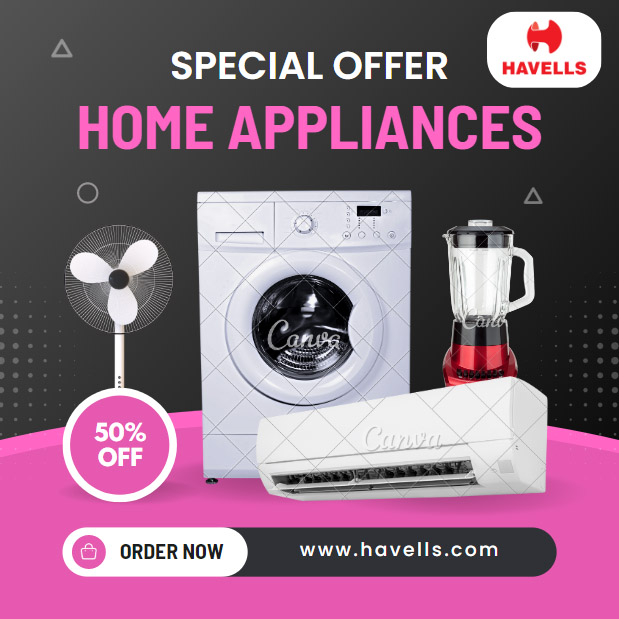 HAVELLS
SPECIAL OFFER
HOME APPLIANCES
Canva
Canva
Canva
50%
OFF
ORDER NOW
www.havells.com